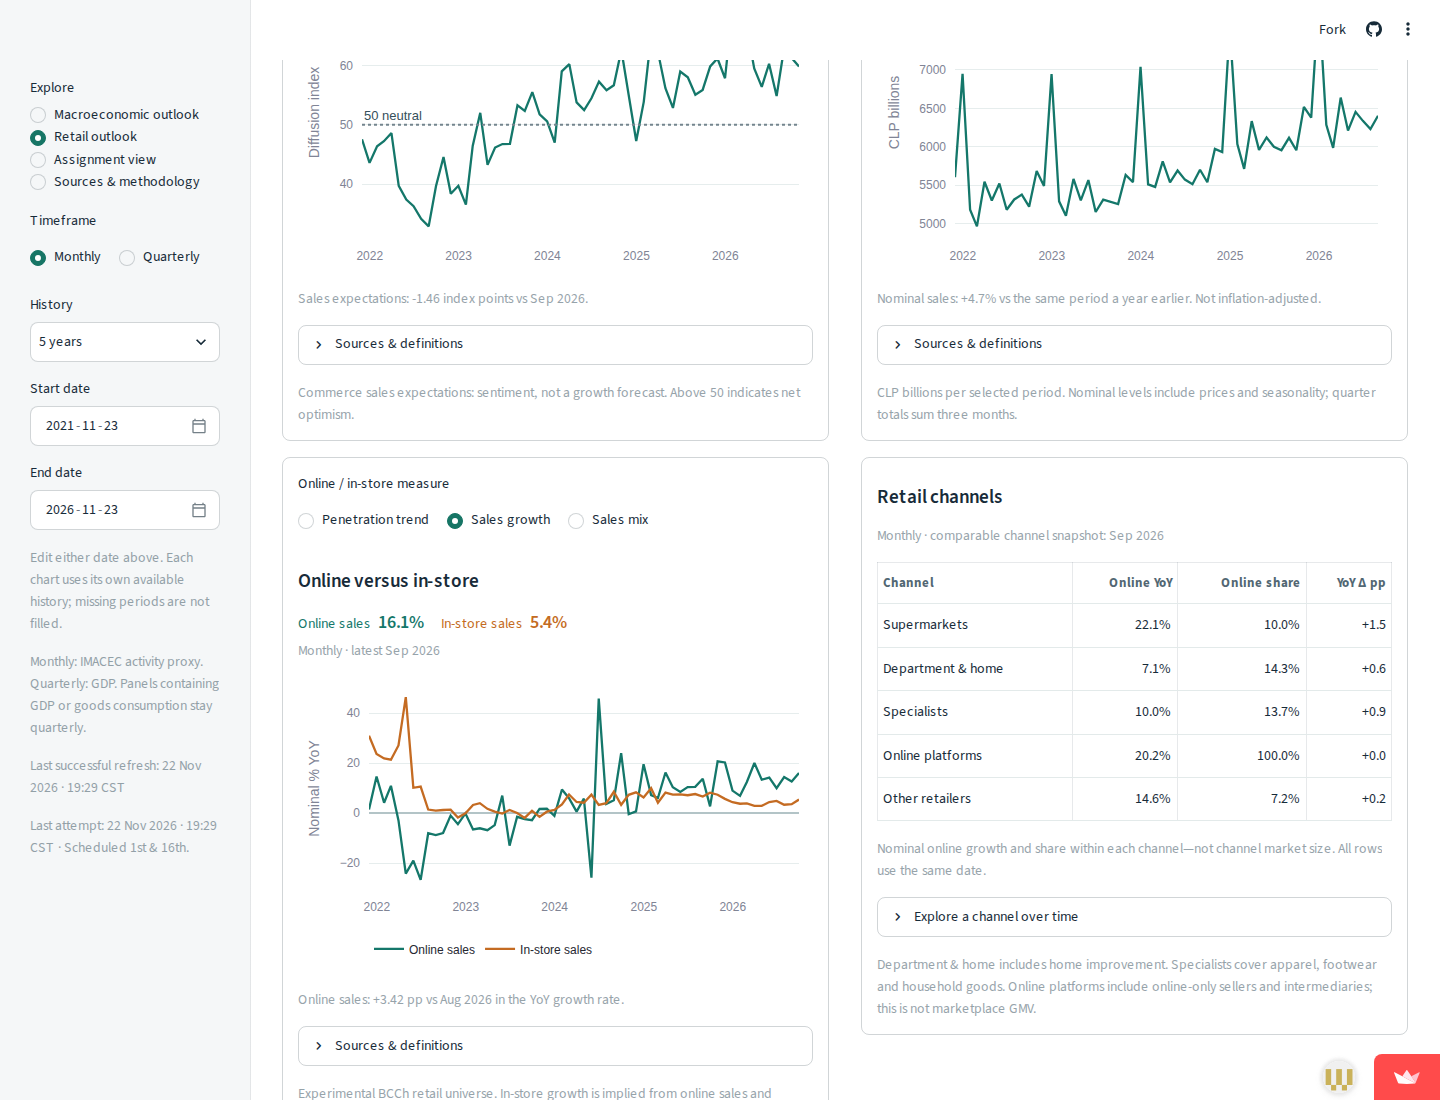 Fork
Explore
Macroeconomic outlook
Retail outlook
Assignment view
Sources & methodology
Timeframe
Monthly
Quarterly
History
5 years
Start date
2021-11-23
End date
2026-11-23
Edit either date above. Each
chart uses its own available
history; missing periods are not
filled.
Monthly: IMACEC activity proxy.
Quarterly: GDP. Panels containing
GDP or goods consumption stay
quarterly.
Last successful refresh: 22 Nov
2026 · 19:29 CST
Last attempt: 22 Nov 2026 · 19:29
CST · Scheduled 1st & 16th.
Diffusion index
60
50
40
50 neutral
2022 2023 2024 2025 2026
Sales expectations: -1.46 index points vs Sep 2026.
Sources & definitions
Commerce sales expectations: sentiment, not a growth forecast. Above 50 indicates net
optimism.
CLP billions
7000
6500
6000
5500
5000
2022 2023 2024 2025 2026
Nominal sales: +4.7% vs the same period a year earlier. Not inflation-adjusted.
Sources & definitions
CLP billions per selected period. Nominal levels include prices and seasonality; quarter
totals sum three months.
Online / in-store measure
Penetration trend
Sales growth
Sales mix
Online versus in-store
Online sales 16.1% In-store sales 5.4%
Monthly · latest Sep 2026
Nominal % YoY
40
20
0
−20
2022 2023 2024 2025 2026
Online sales In-store sales
Online sales: +3.42 pp vs Aug 2026 in the YoY growth rate.
Sources & definitions
Experimental BCCh retail universe. In-store growth is implied from online sales and
Retail channels
Monthly · comparable channel snapshot: Sep 2026
Channel Online YoY Online share YoY Δ pp
Supermarkets 22.1% 10.0% +1.5
Department & home 7.1% 14.3% +0.6
Specialists 10.0% 13.7% +0.9
Online platforms 20.2% 100.0% +0.0
Other retailers 14.6% 7.2% +0.2
Nominal online growth and share within each channel—not channel market size. All rows
use the same date.
Explore a channel over time
Department & home includes home improvement. Specialists cover apparel, footwear
and household goods. Online platforms include online-only sellers and intermediaries;
this is not marketplace GMV.